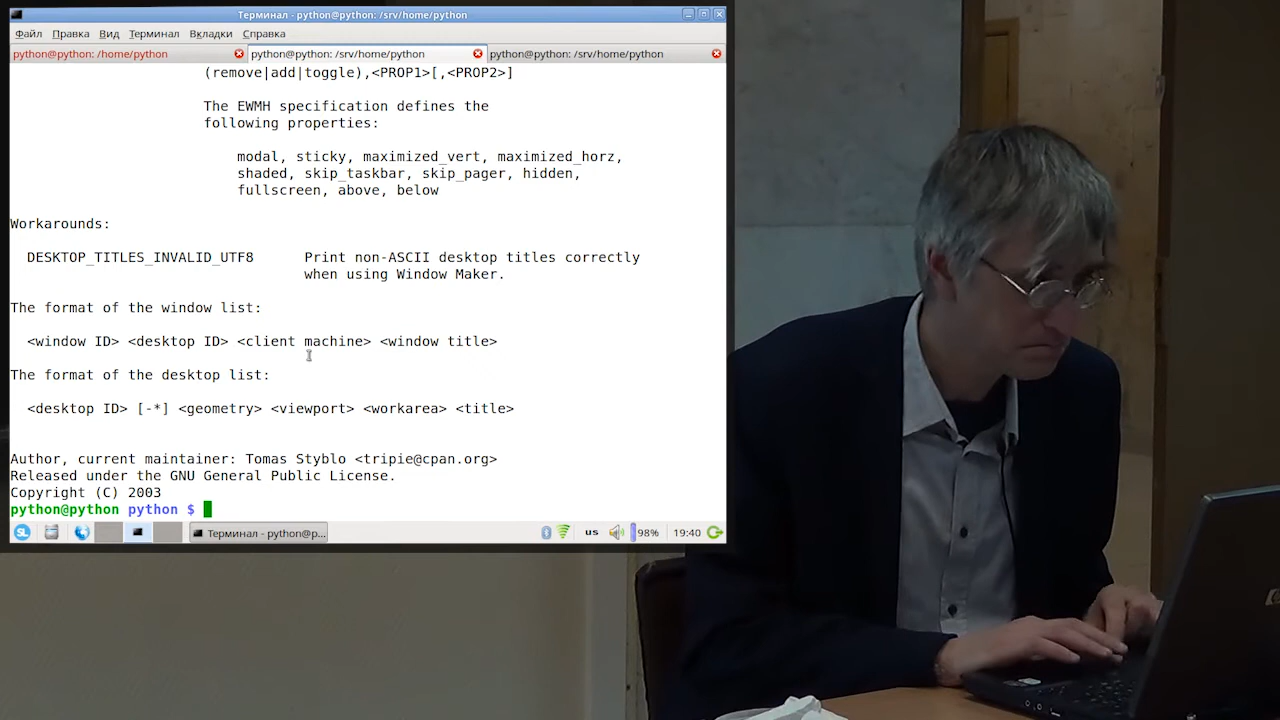 Терминал - python@python: /srv/home/python
Файл Правка Вид Терминал Вкладки Справка
python@python: /home/python python@python: /srv/home/python python@python: /srv/home/python
(remove|add|toggle),<PROP1>[,<PROP2>]
The EWMH specification defines the
following properties:
modal, sticky, maximized_vert, maximized_horz,
shaded, skip_taskbar, skip_pager, hidden,
fullscreen, above, below
Workarounds:
DESKTOP_TITLES_INVALID_UTF8 Print non-ASCII desktop titles correctly
when using Window Maker.
The format of the window list:
<window ID> <desktop ID> <client machine> <window title>
The format of the desktop list:
<desktop ID> [-*] <geometry> <viewport> <workarea> <title>
Author, current maintainer: Tomas Styblo <tripie@cpan.org>
Released under the GNU General Public License.
Copyright (C) 2003
python@python python $
SL Терминал - python@p... us 98% 19:40